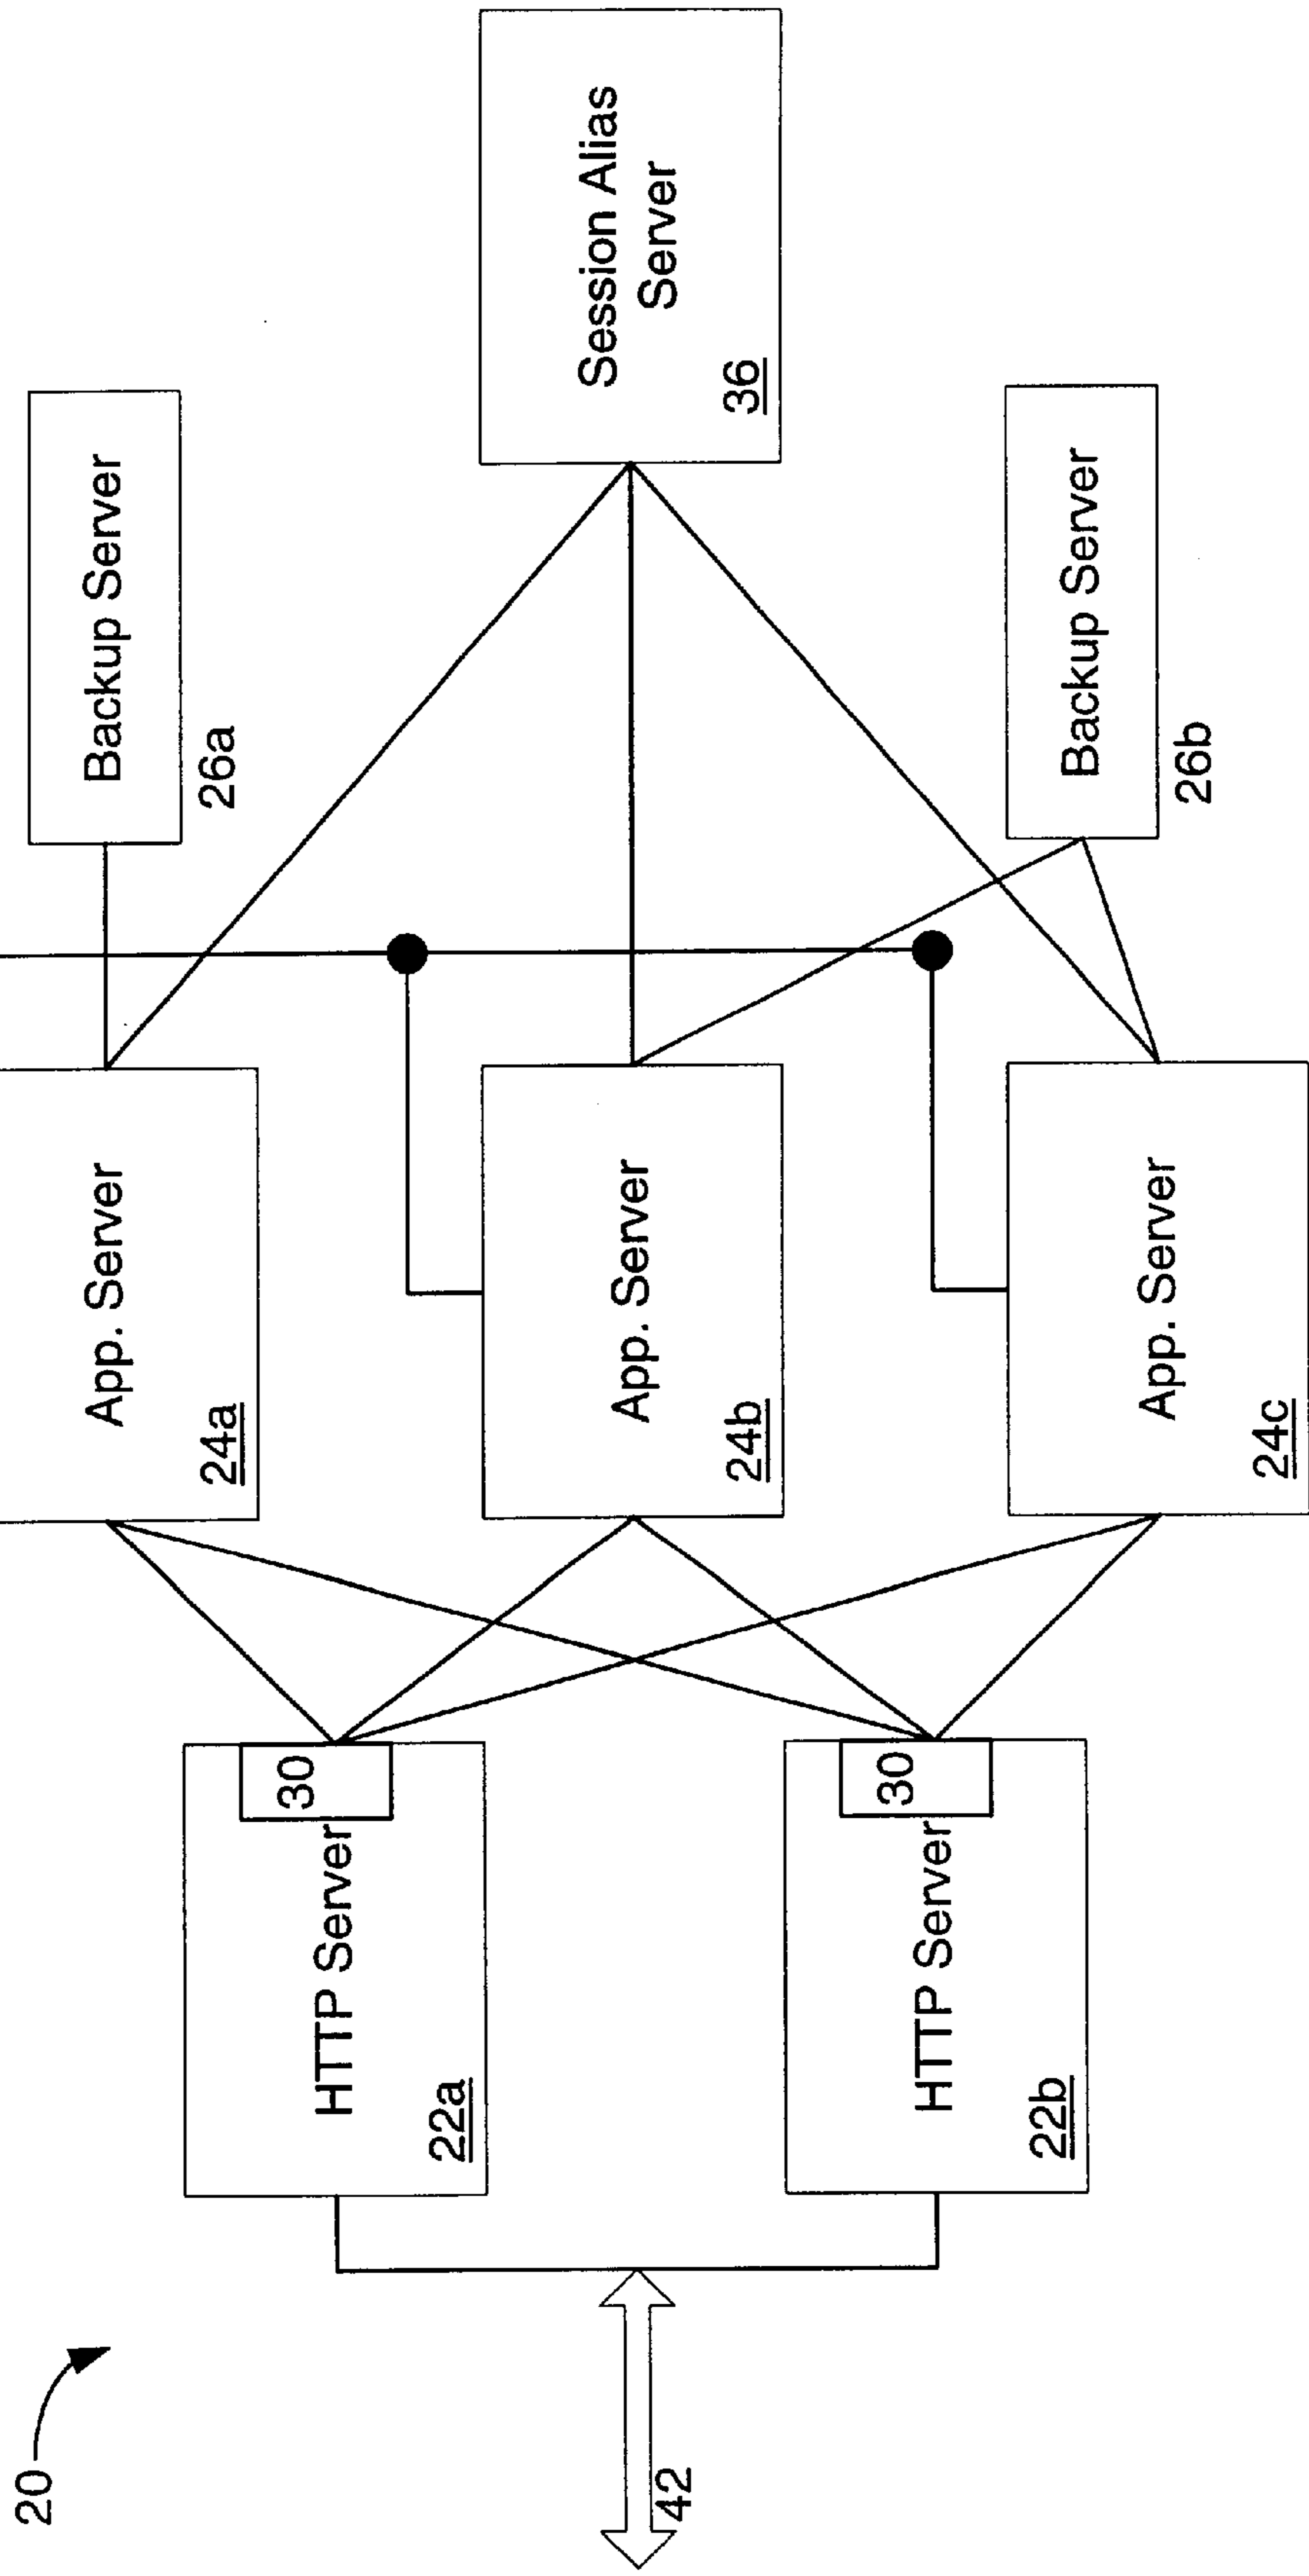 20
42
HTTP Server
30
22a
HTTP Server
30
22b
App. Server
24a
App. Server
24b
App. Server
24c
Backup Server
26a
Session Alias
Server
36
Backup Server
26b